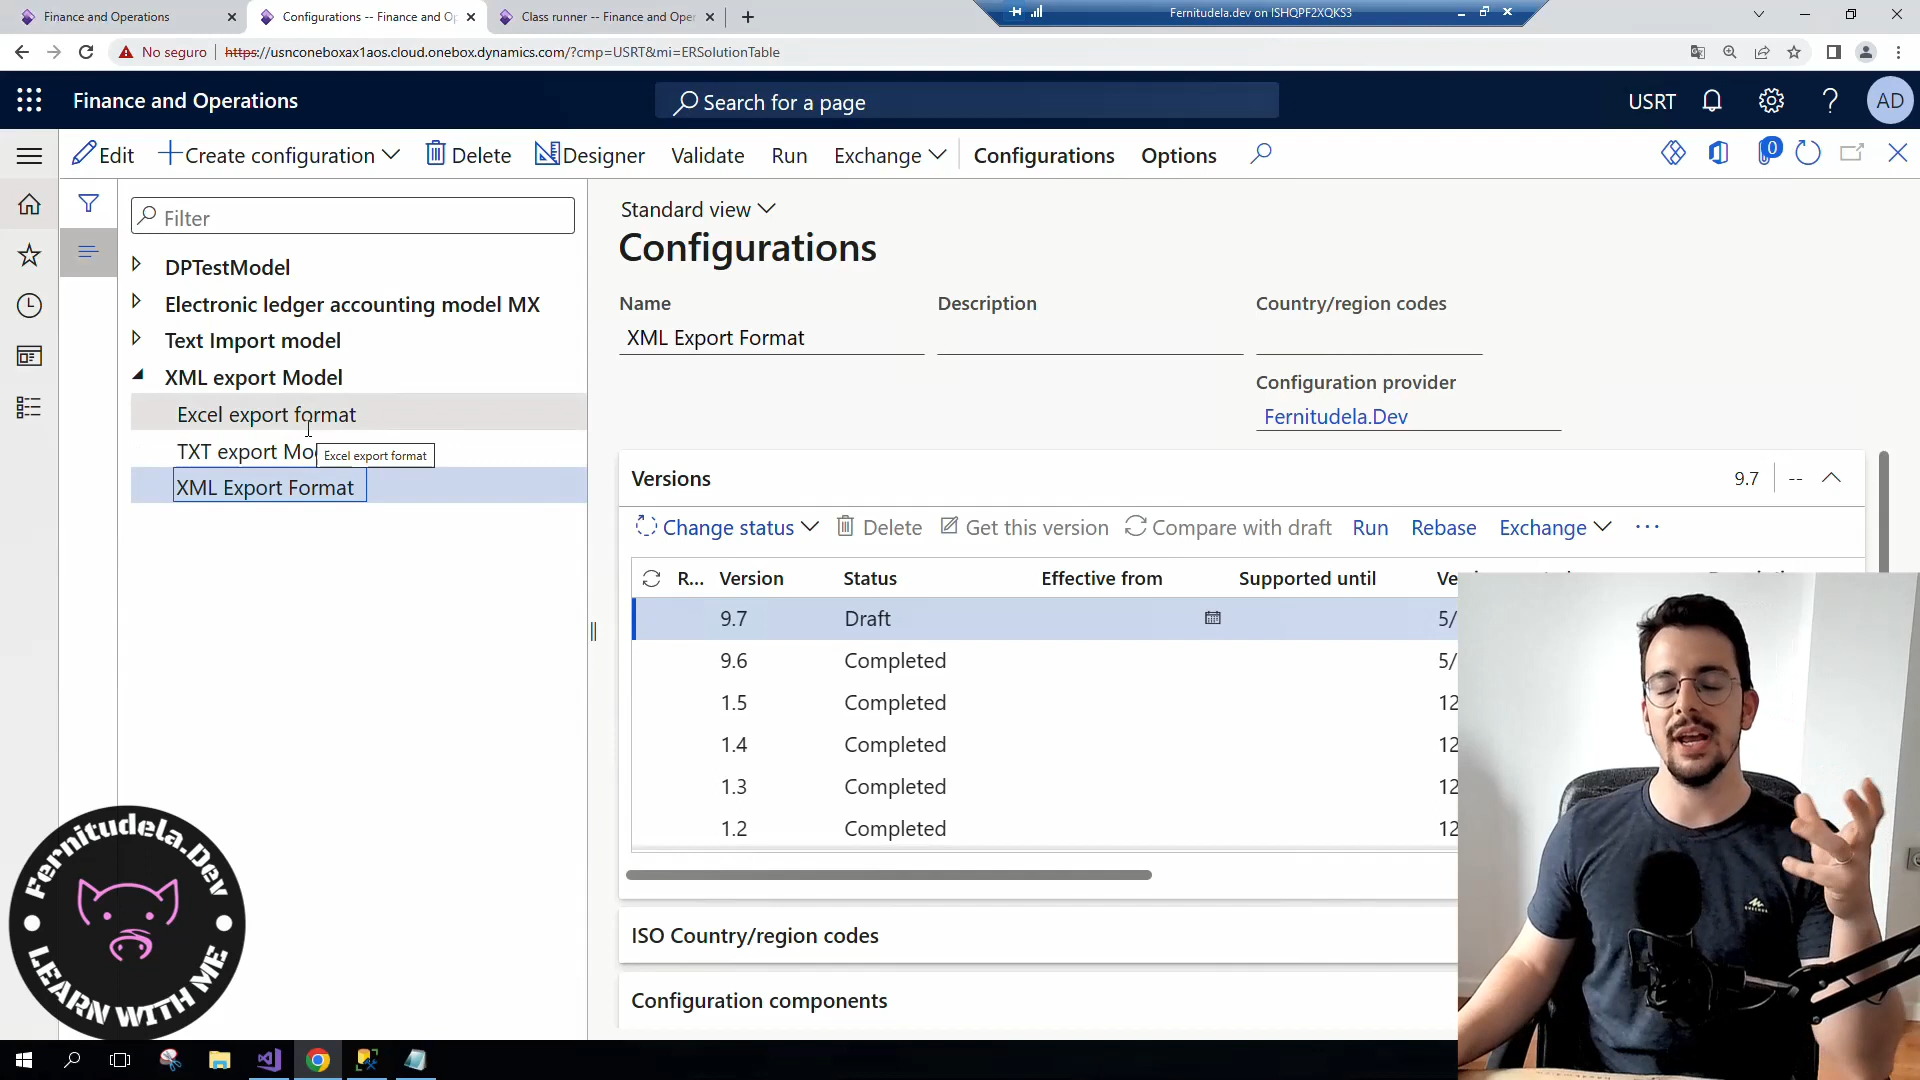 Finance and Operations
Configurations -- Finance and Op
Class runner -- Finance and Oper
Fernitudela.dev on ISHQPF2XQKS3
No seguro
https://usnconeboxax1aos.cloud.onebox.dynamics.com/?cmp=USRT&mi=ERSolutionTable
Finance and Operations
Search for a page
USRT
AD
Edit
Create configuration
Delete
Designer
Validate
Run
Exchange
Configurations
Options
0
Filter
DPTestModel
Electronic ledger accounting model MX
Text Import model
XML export Model
Excel export format
TXT export Mo
Excel export format
XML Export Format
Standard view
Configurations
Name
Description
Country/region codes
XML Export Format
Configuration provider
Fernitudela.Dev
Versions
9.7
--
Change status
Delete
Get this version
Compare with draft
Run
Rebase
Exchange
R... Version Status Effective from Supported until
9.7 Draft 5/
9.6 Completed 5/
1.5 Completed 12
1.4 Completed 12
1.3 Completed 12
1.2 Completed 12
ISO Country/region codes
Configuration components
Fernitudela.Dev
LEARN WITH ME